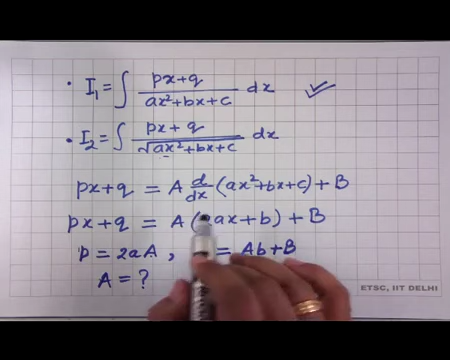 • I₁ = ∫ px+q / ax²+bx+c dx ✓
• I₂ = ∫ px+q / √ax²+bx+c dx
px+q = A d/dx (ax²+bx+c) + B
px+q = A ( ax+b) + B
p = 2aA , = Ab+B
A = ?
ETSC, IIT DELHI